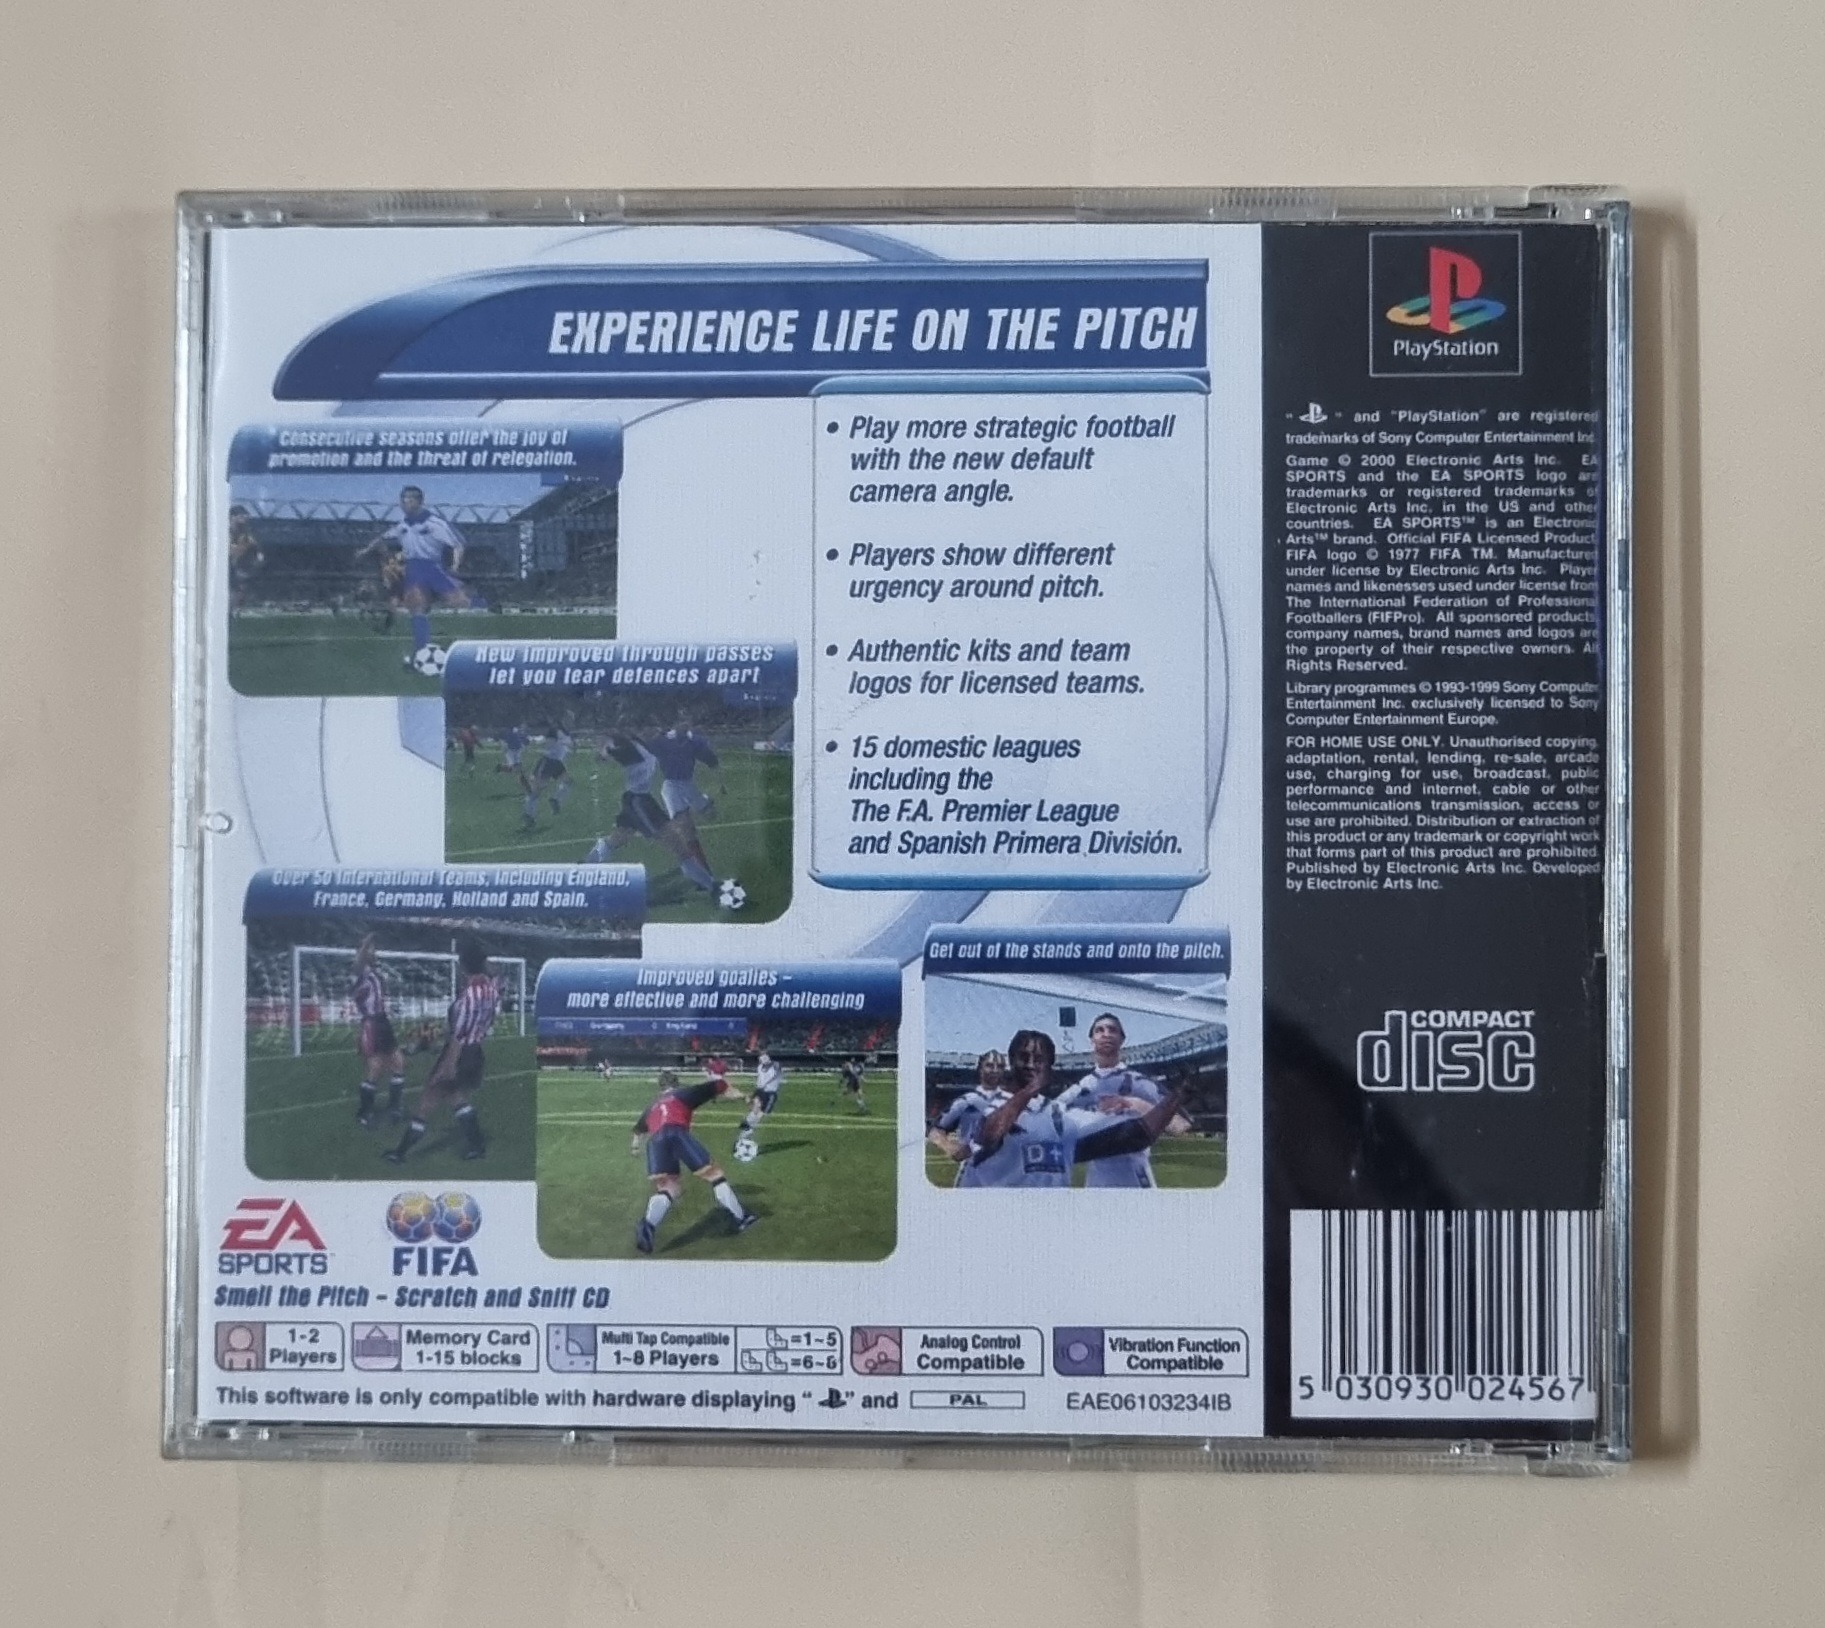 EXPERIENCE LIFE ON THE PITCH
Consecutive seasons offer the joy of
promotion and the threat of relegation.
New improved through passes
let you tear defences apart
Over 50 International Teams, including England,
France, Germany, Holland and Spain.
Improved goalies –
more effective and more challenging
Get out of the stands and onto the pitch.
• Play more strategic football
with the new default
camera angle.
• Players show different
urgency around pitch.
• Authentic kits and team
logos for licensed teams.
• 15 domestic leagues
including the
The F.A. Premier League
and Spanish Primera División.
D+
EA
SPORTS™
FIFA
Smell the Pitch – Scratch and Sniff CD
1-2
Players
Memory Card
1-15 blocks
Multi Tap Compatible
1~8 Players
=1~5
=6~8
Analog Control
Compatible
Vibration Function
Compatible
This software is only compatible with hardware displaying " " and PAL
EAE06103234IB
PlayStation
" " and "PlayStation" are registered
trademarks of Sony Computer Entertainment Inc.
Game © 2000 Electronic Arts Inc. EA
SPORTS and the EA SPORTS logo are
trademarks or registered trademarks of
Electronic Arts Inc. in the US and other
countries. EA SPORTS™ is an Electronic
Arts™ brand. Official FIFA Licensed Product
FIFA logo © 1977 FIFA TM. Manufactured
under license by Electronic Arts Inc. Player
names and likenesses used under license from
The International Federation of Professional
Footballers (FIFPro). All sponsored products,
company names, brand names and logos are
the property of their respective owners. All
Rights Reserved.
Library programmes © 1993-1999 Sony Computer
Entertainment Inc. exclusively licensed to Sony
Computer Entertainment Europe.
FOR HOME USE ONLY. Unauthorised copying,
adaptation, rental, lending, re-sale, arcade
use, charging for use, broadcast, public
performance and internet, cable or other
telecommunications transmission, access or
use are prohibited. Distribution or extraction of
this product or any trademark or copyright work
that forms part of this product are prohibited.
Published by Electronic Arts Inc. Developed
by Electronic Arts Inc.
COMPACT
disc
5 030930 024567